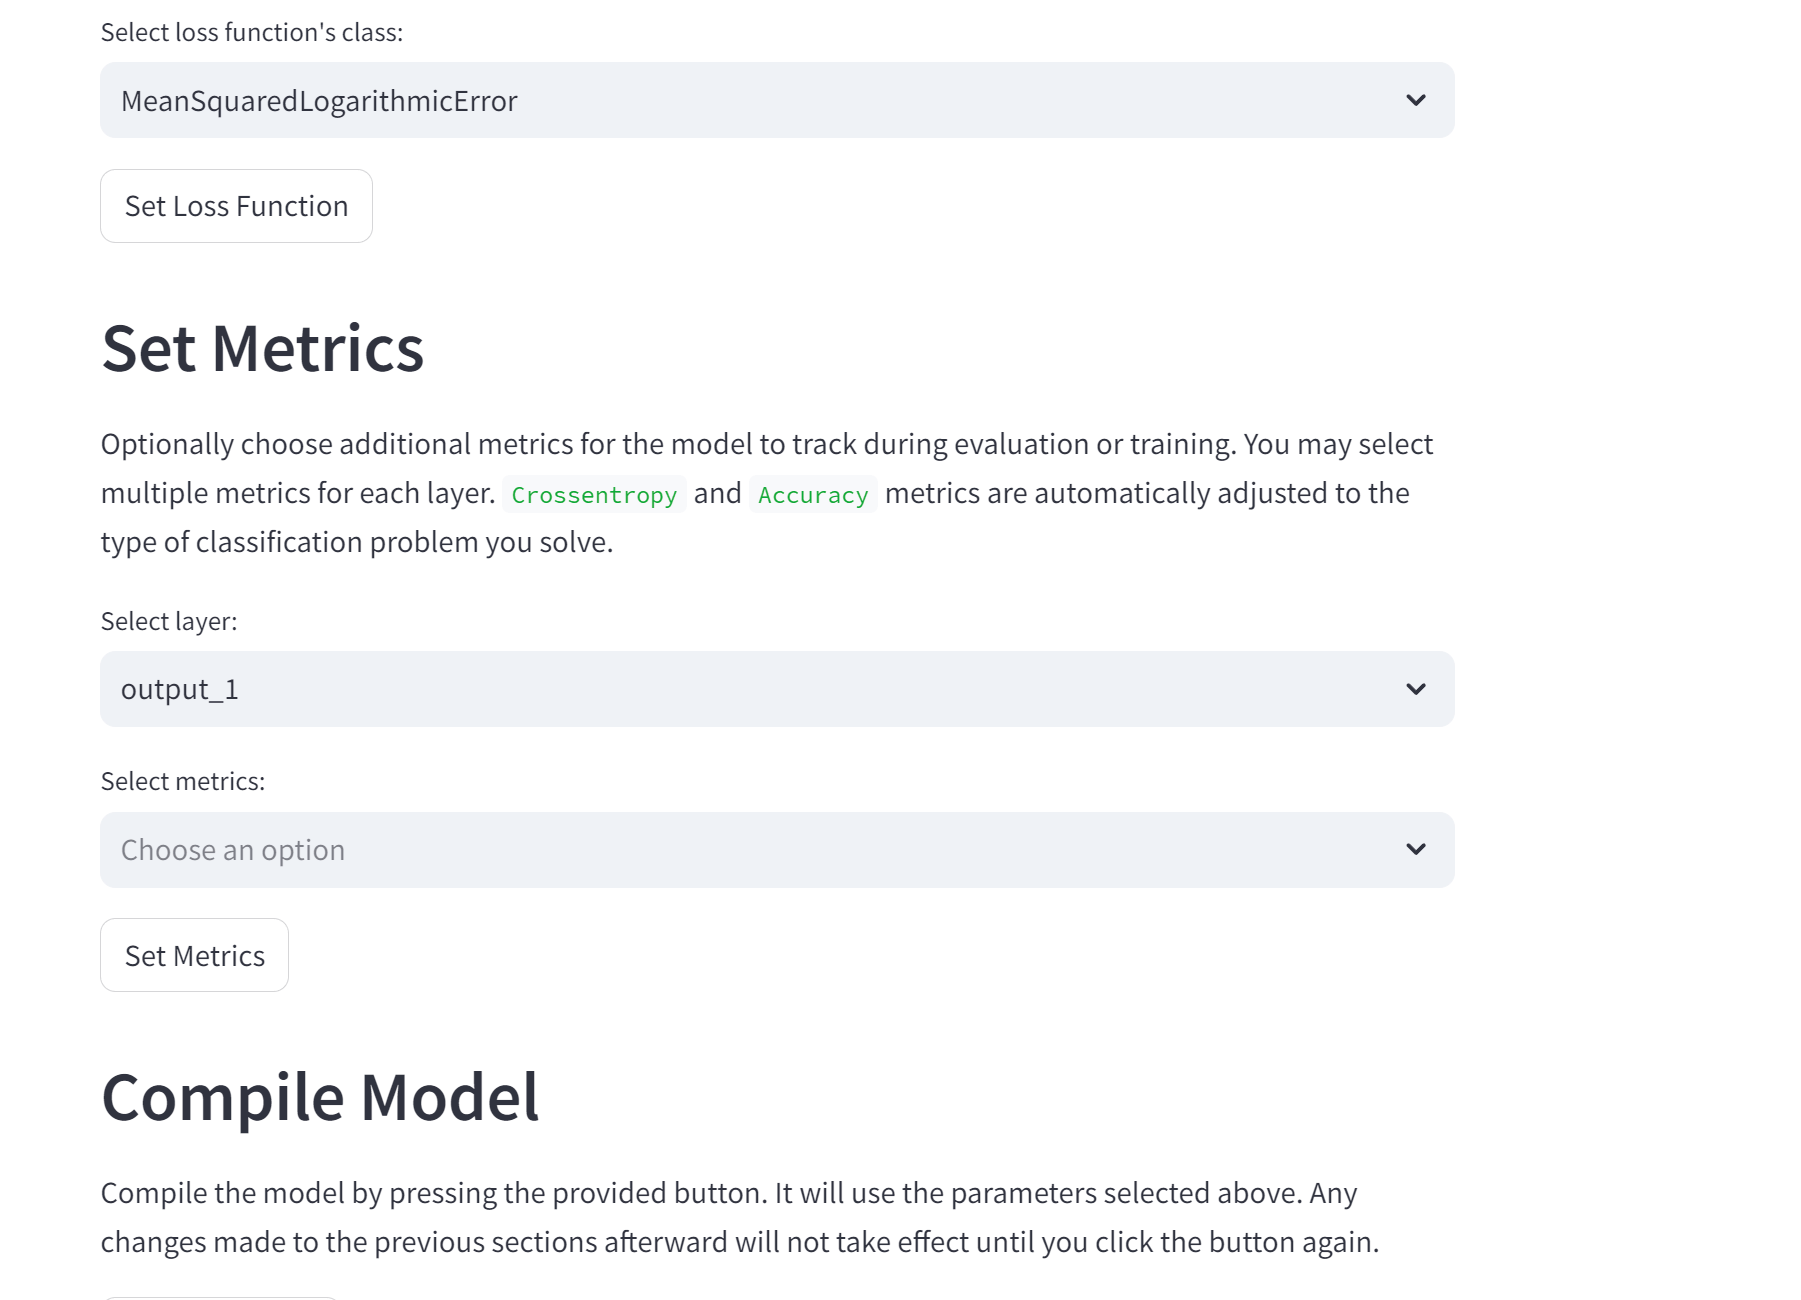 Select loss function's class:
MeanSquaredLogarithmicError
Set Loss Function
Set Metrics
Optionally choose additional metrics for the model to track during evaluation or training. You may select
multiple metrics for each layer. Crossentropy and Accuracy metrics are automatically adjusted to the
type of classification problem you solve.
Select layer:
output_1
Select metrics:
Choose an option
Set Metrics
Compile Model
Compile the model by pressing the provided button. It will use the parameters selected above. Any
changes made to the previous sections afterward will not take effect until you click the button again.